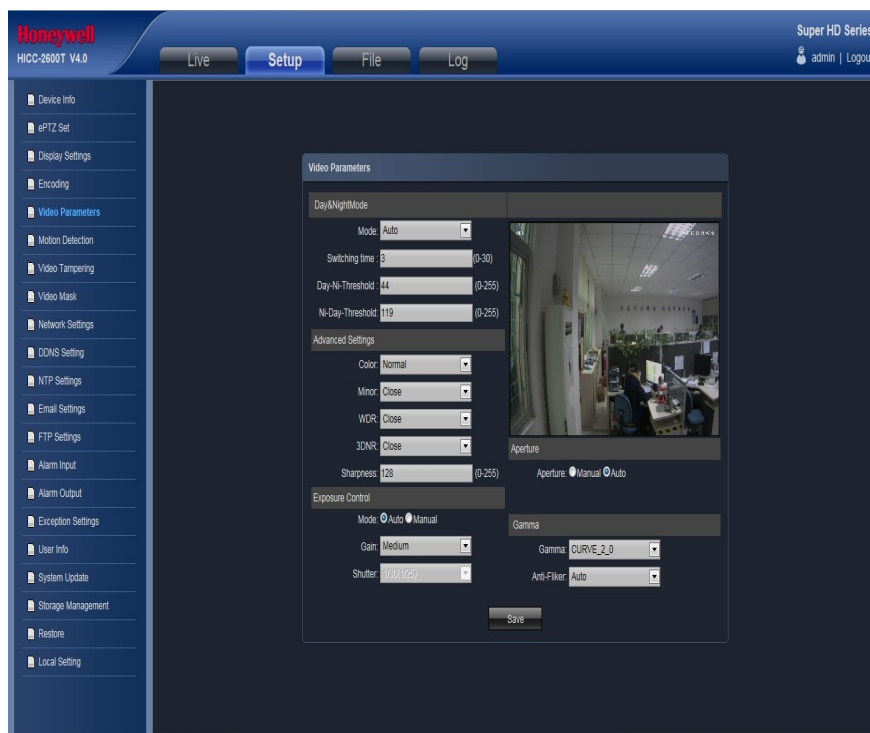 Honeywell
HICC-2600T V4.0
Live
Setup
File
Log
Super HD Series
admin | Logou
Device Info
ePTZ Set
Display Settings
Encoding
Video Parameters
Motion Detection
Video Tampering
Video Mask
Network Settings
DDNS Setting
NTP Settings
Email Settings
FTP Settings
Alarm Input
Alarm Output
Exception Settings
User Info
System Update
Storage Management
Restore
Local Setting
Video Parameters
Day&NightMode
Mode: Auto
Switching time : 3 (0-30)
Day-Ni-Threshold : 44 (0-255)
Ni-Day-Threshold: 119 (0-255)
Advanced Settings
Color: Normal
Minor: Close
WDR: Close
3DNR: Close
Sharpness: 128 (0-255)
Exposure Control
Mode: Auto Manual
Gain: Medium
Shutter: 1/30(1/25)
Aperture
Aperture: Manual Auto
Gamma
Gamma: CURVE_2_0
Anti-Fliker: Auto
Save